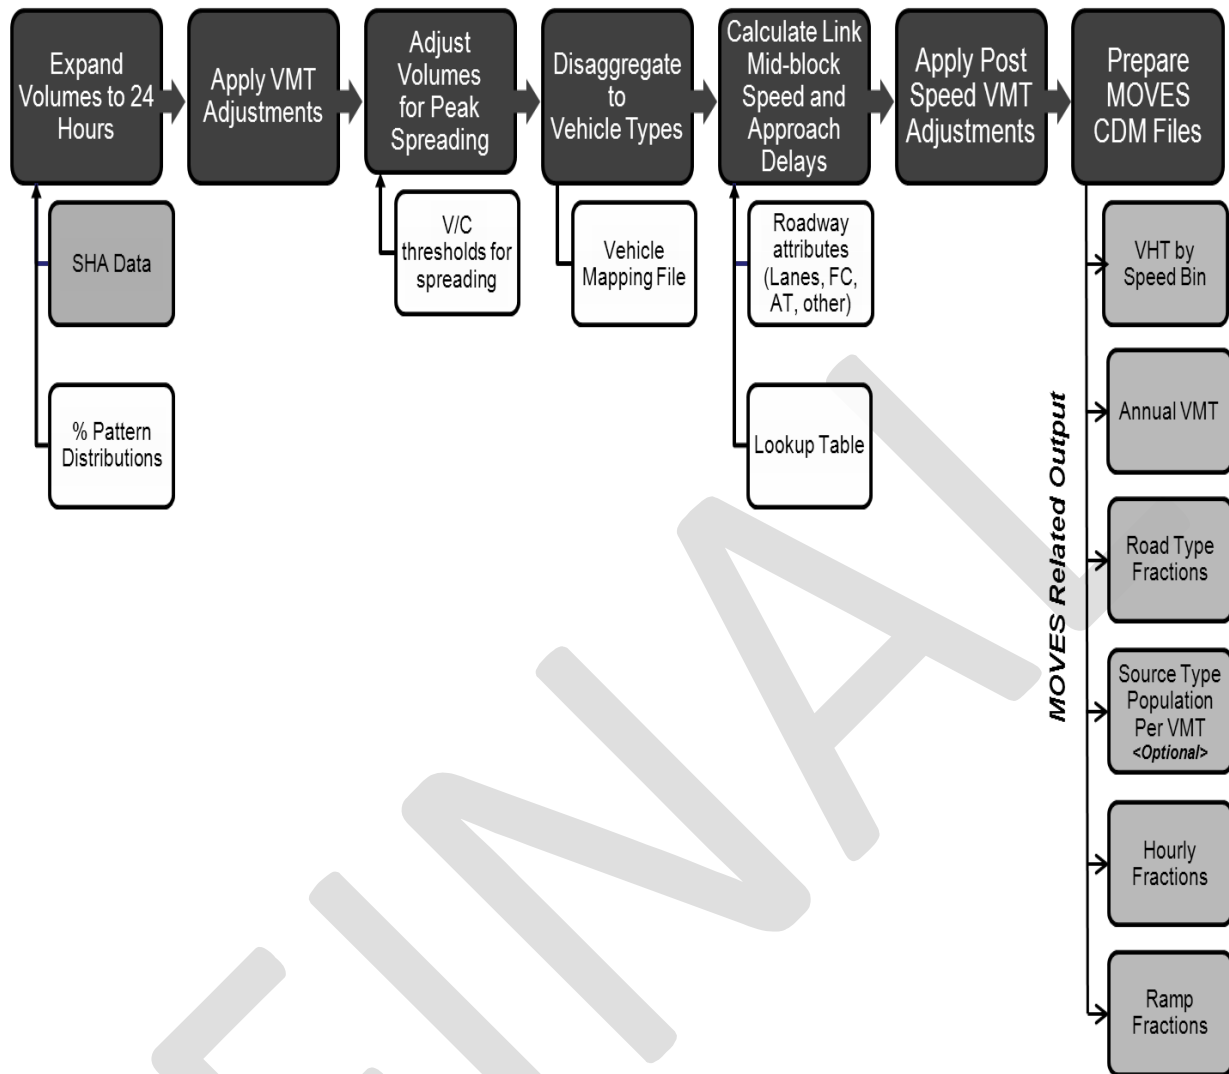 Expand
Volumes to 24
Hours
Apply VMT
Adjustments
Adjust
Volumes
for Peak
Spreading
Disaggregate
to
Vehicle Types
Calculate Link
Mid-block
Speed and
Approach
Delays
Apply Post
Speed VMT
Adjustments
Prepare
MOVES
CDM Files
SHA Data
% Pattern
Distributions
V/C
thresholds for
spreading
Vehicle
Mapping File
Roadway
attributes
(Lanes, FC,
AT, other)
Lookup Table
MOVES Related Output
VHT by
Speed Bin
Annual VMT
Road Type
Fractions
Source Type
Population
Per VMT
<Optional>
Hourly
Fractions
Ramp
Fractions
FINAL